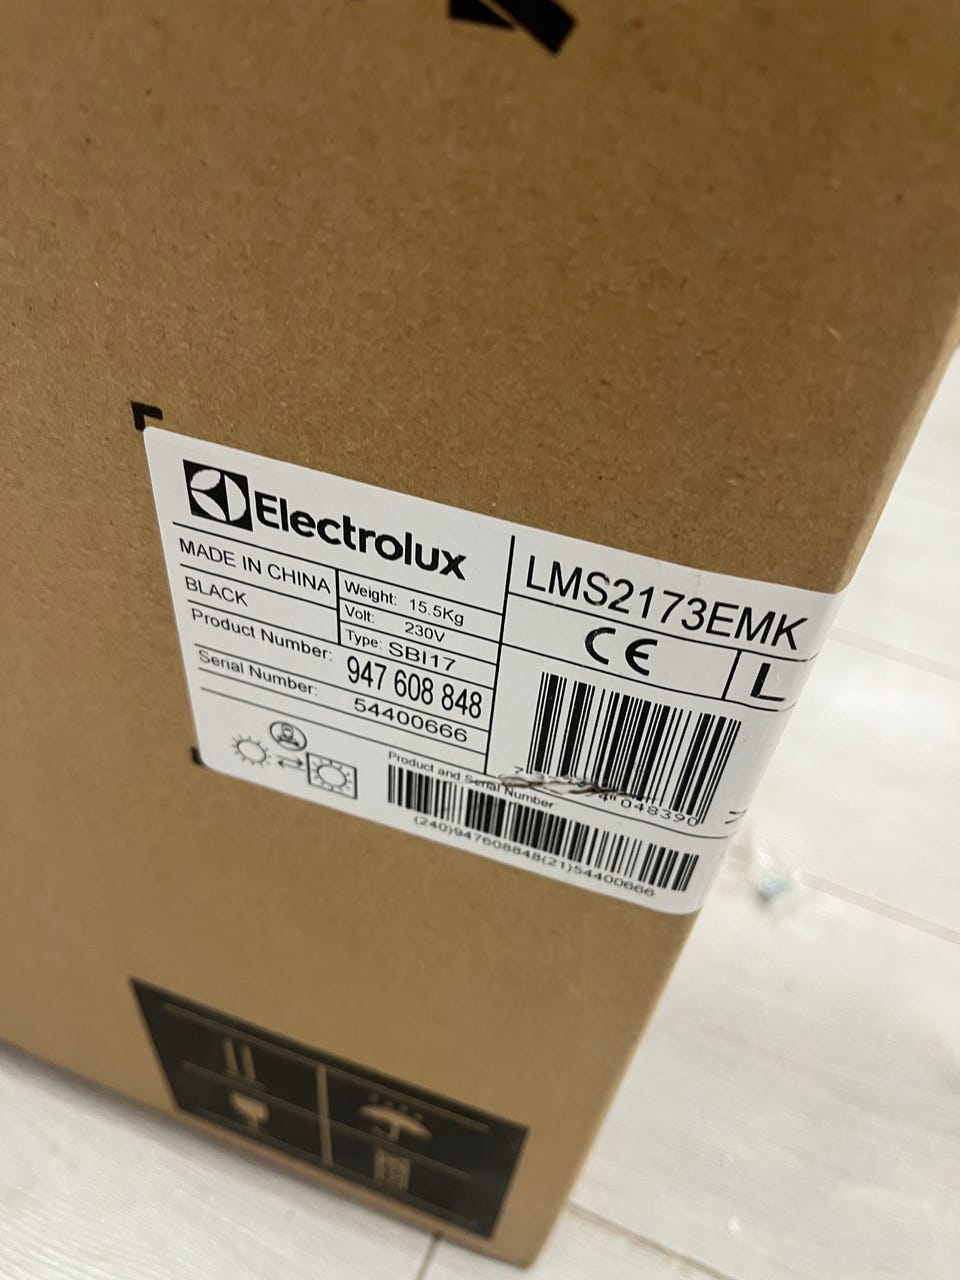 Electrolux
LMS2173EMK
MADE IN CHINA
Weight: 15.5Kg
BLACK
Volt: 230V
Type: SBI17
CE
L
Product Number: 947 608 848
Serial Number: 54400666
048390
Product and Serial Number:
(240)947608848(21)54400666